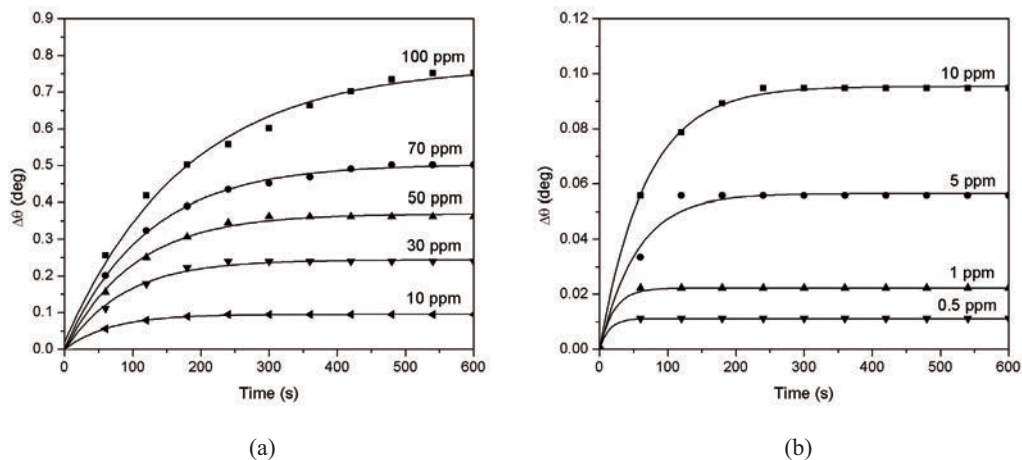 0.9
0.8
0.7
0.6
0.5
0.4
0.3
0.2
0.1
0.0
Δθ (deg)
0 100 200 300 400 500 600
Time (s)
100 ppm
70 ppm
50 ppm
30 ppm
10 ppm
(a)
0.12
0.10
0.08
0.06
0.04
0.02
0.00
Δθ (deg)
0 100 200 300 400 500 600
Time (s)
10 ppm
5 ppm
1 ppm
0.5 ppm
(b)